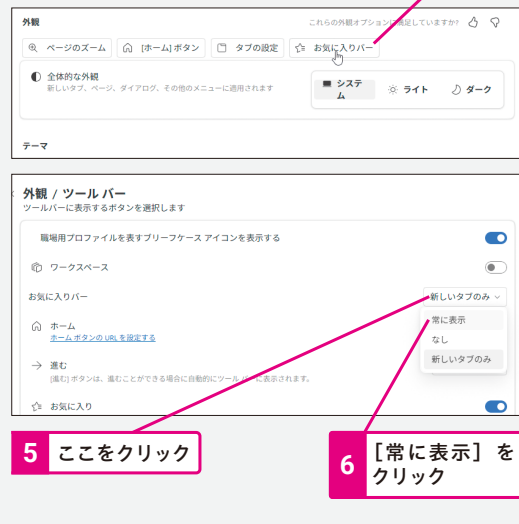 外観
これらの外観オプションに満足していますか?
ページのズーム
[ホーム] ボタン
タブの設定
お気に入りバー
全体的な外観
新しいタブ、ページ、ダイアログ、その他のメニューに適用されます
システ
ム
ライト
ダーク
テーマ
外観 / ツール バー
ツールバーに表示するボタンを選択します
職場用プロファイルを表すブリーフケース アイコンを表示する
ワークスペース
お気に入りバー
新しいタブのみ
常に表示
なし
新しいタブのみ
ホーム
ホーム ボタンの URL を設定する
進む
[進む] ボタンは、進むことができる場合に自動的にツール バーに表示されます。
お気に入り
5 ここをクリック
6 [常に表示] を
クリック